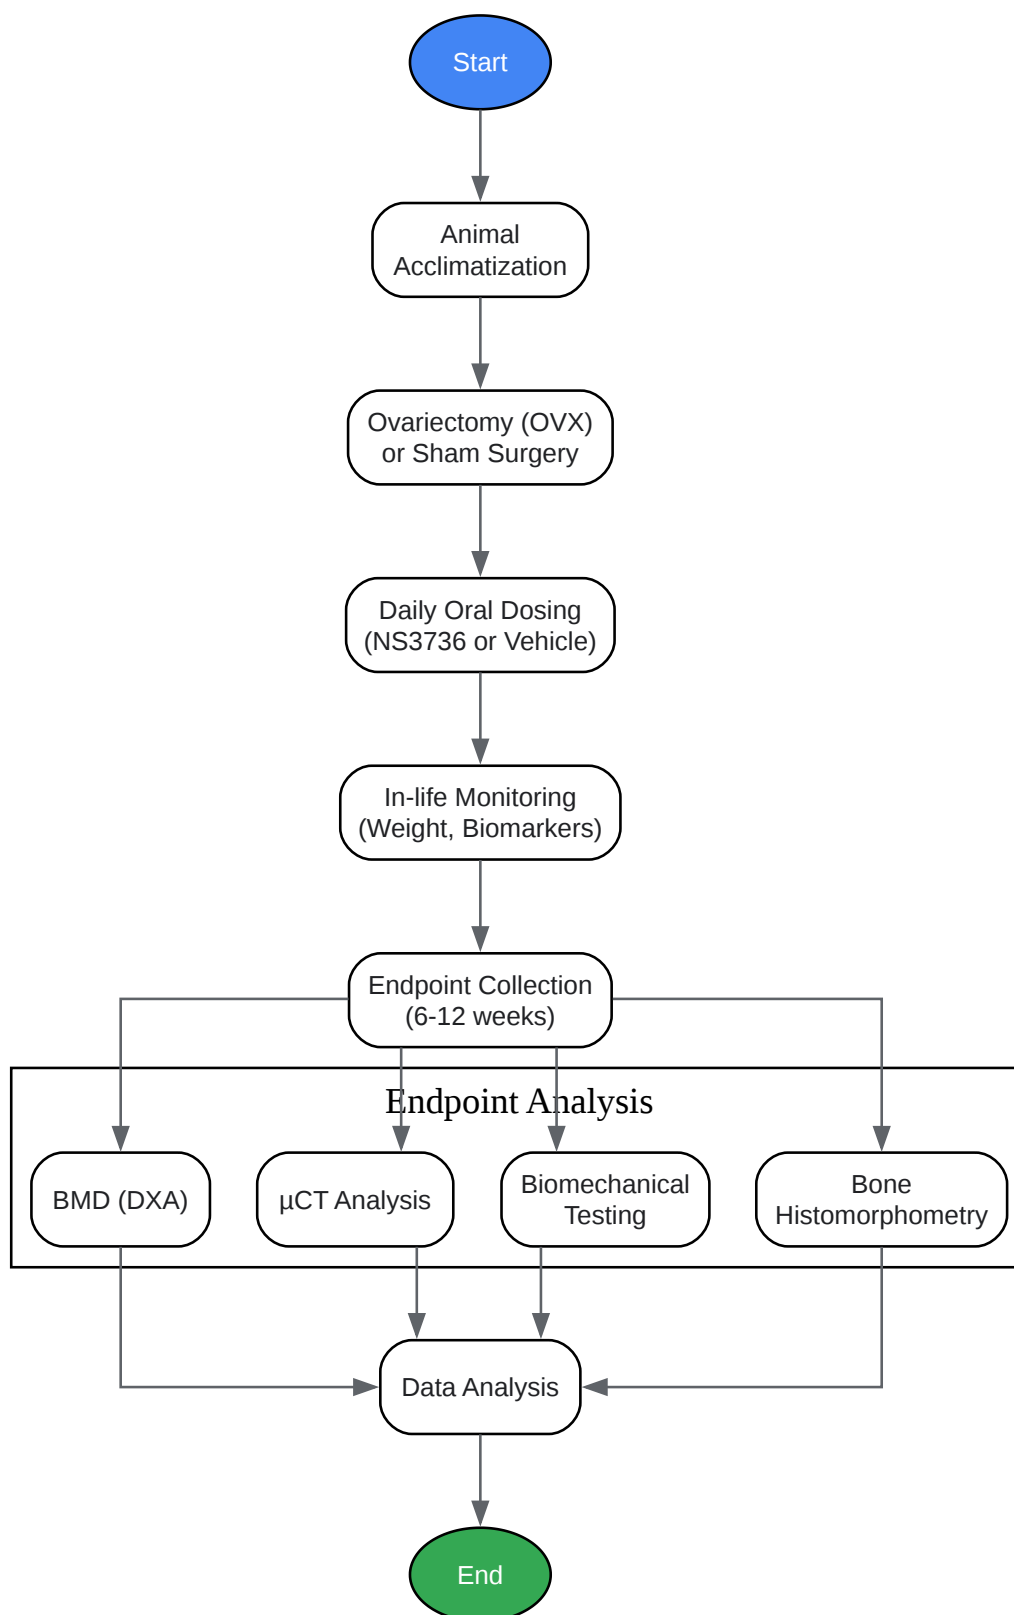 Start
Animal
Acclimatization
Ovariectomy (OVX)
or Sham Surgery
Daily Oral Dosing
(NS3736 or Vehicle)
In-life Monitoring
(Weight, Biomarkers)
Endpoint Collection
(6-12 weeks)
Endpoint Analysis
BMD (DXA)
µCT Analysis
Biomechanical
Testing
Bone
Histomorphometry
Data Analysis
End